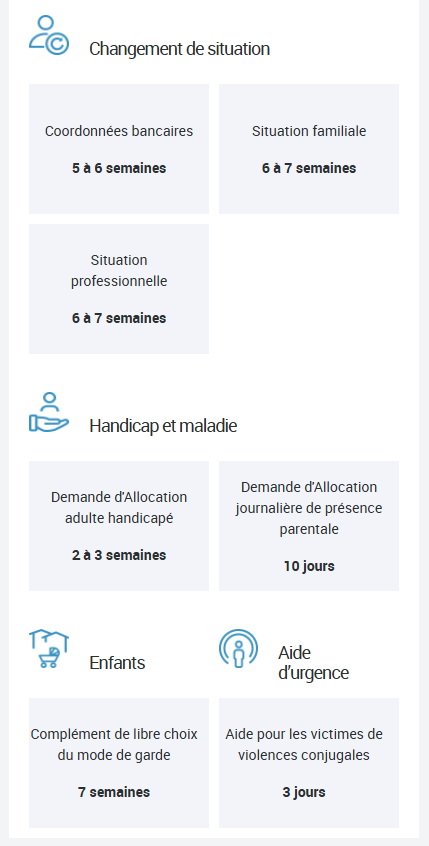 Changement de situation
Coordonnées bancaires
5 à 6 semaines
Situation familiale
6 à 7 semaines
Situation
professionnelle
6 à 7 semaines
Handicap et maladie
Demande d'Allocation
adulte handicapé
2 à 3 semaines
Demande d'Allocation
journalière de présence
parentale
10 jours
Enfants
Complément de libre choix
du mode de garde
7 semaines
Aide
d'urgence
Aide pour les victimes de
violences conjugales
3 jours